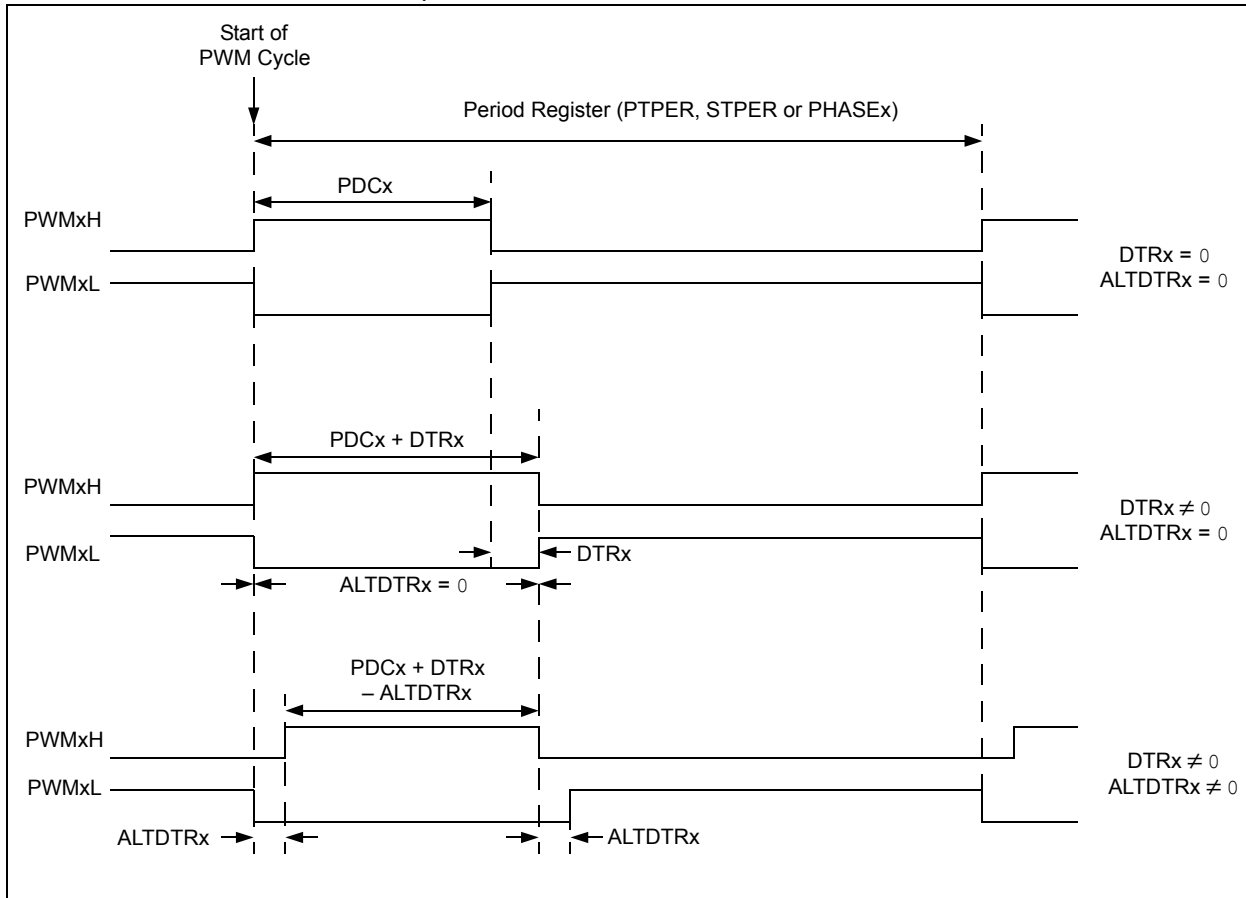 Start of
PWM Cycle
Period Register (PTPER, STPER or PHASEx)
PDCx
PWMxH
PWMxL
DTRx = 0
ALTDTRx = 0
PDCx + DTRx
PWMxH
PWMxL
DTRx
ALTDTRx = 0
DTRx ≠ 0
ALTDTRx = 0
PDCx + DTRx
– ALTDTRx
PWMxH
PWMxL
DTRx ≠ 0
ALTDTRx ≠ 0
ALTDTRx
ALTDTRx